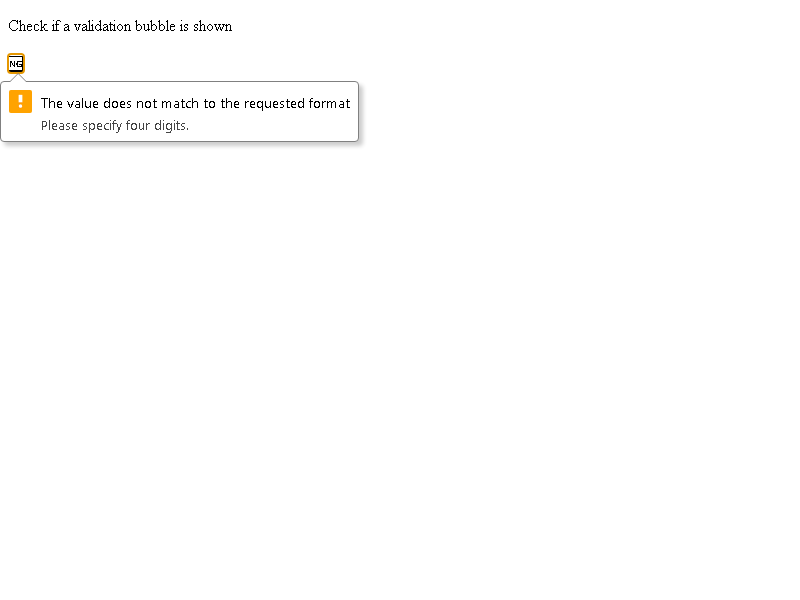 Check if a validation bubble is shown
NG
The value does not match to the requested format
Please specify four digits.